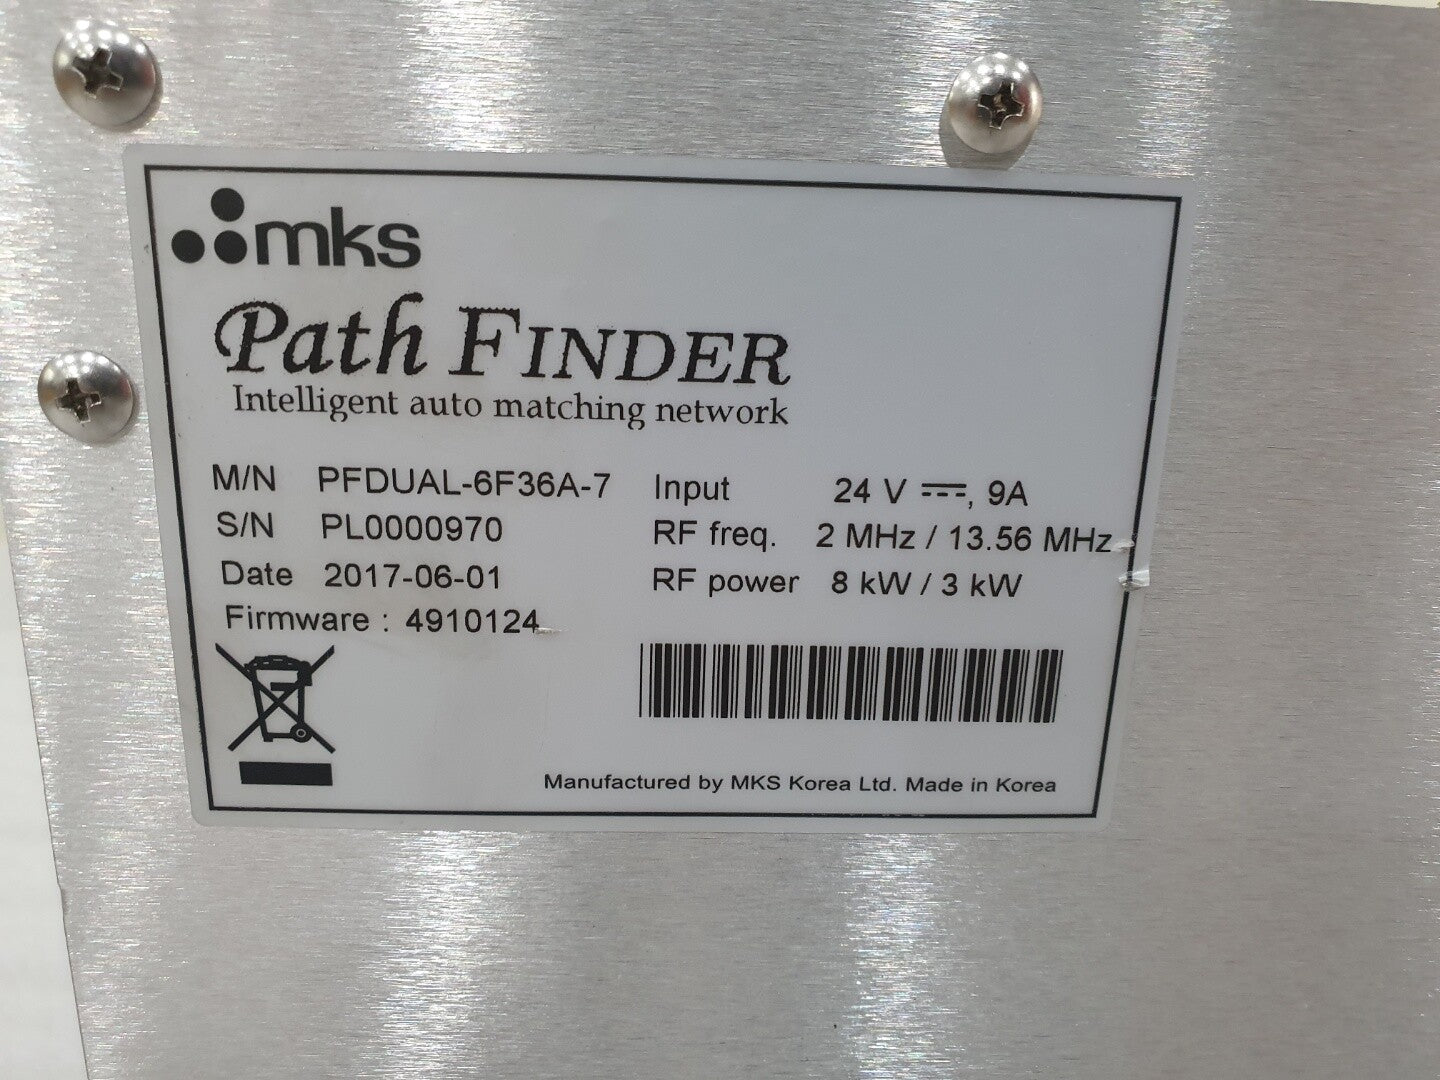 mks
Path FINDER
Intelligent auto matching network
M/N PFDUAL-6F36A-7 Input 24 V ⎓, 9A
S/N PL0000970 RF freq. 2 MHz / 13.56 MHz
Date 2017-06-01 RF power 8 kW / 3 kW
Firmware : 4910124
Manufactured by MKS Korea Ltd. Made in Korea